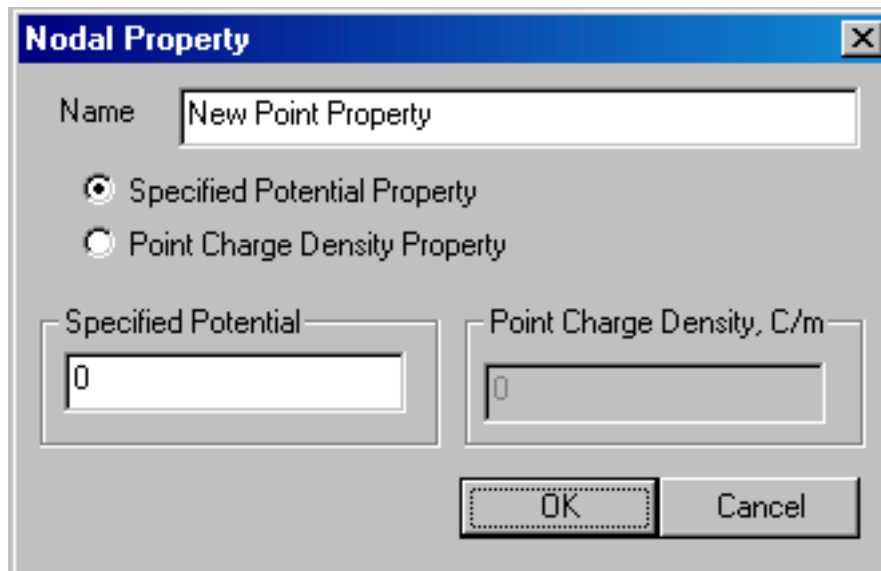 Nodal Property
Name New Point Property
Specified Potential Property
Point Charge Density Property
Specified Potential
0
Point Charge Density, C/m
0
OK Cancel